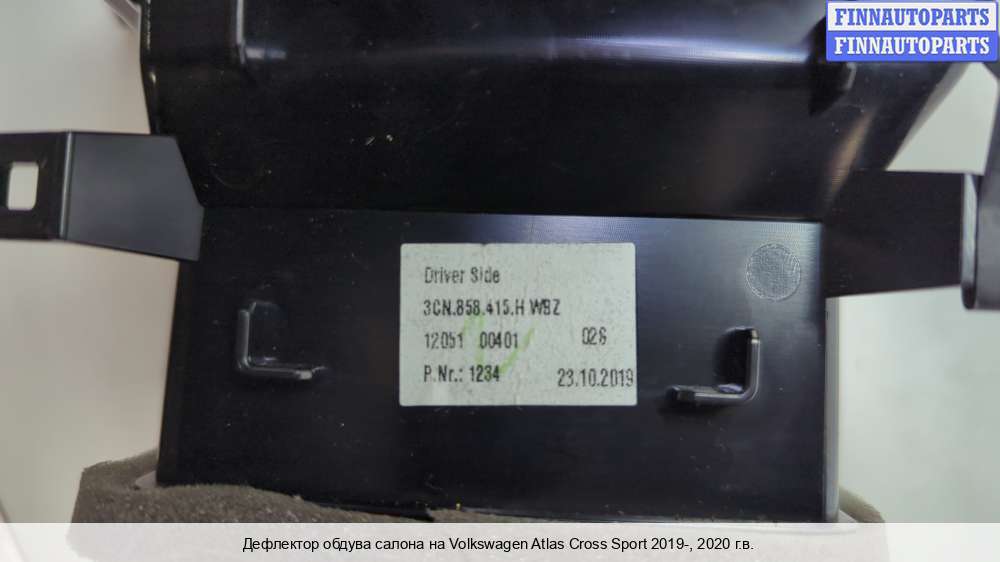 FINNAUTOPARTS
FINNAUTOPARTS
Driver Side
3CN.858.415.H W9Z
12051 00401 026
P.Nr.: 1234 23.10.2019
Дефлектор обдува салона на Volkswagen Atlas Cross Sport 2019-, 2020 г.в.